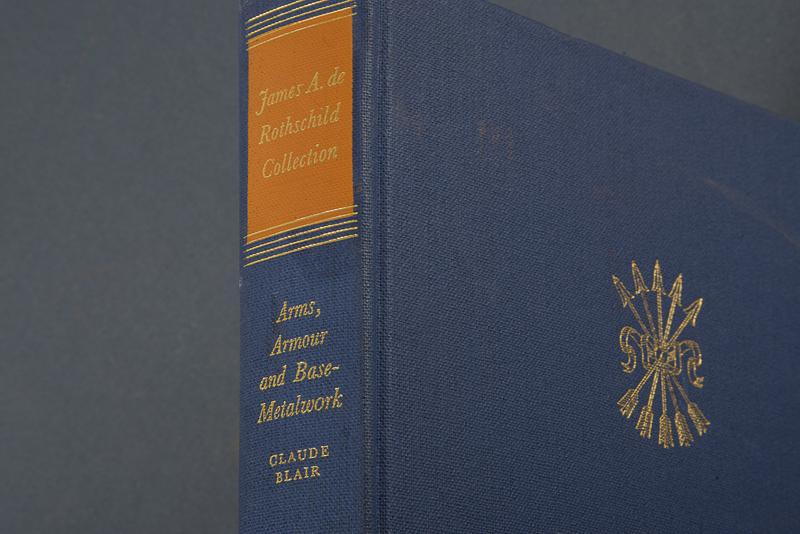 James A. de
Rothschild
Collection
Arms,
Armour
and Base-
Metalwork
CLAUDE
BLAIR